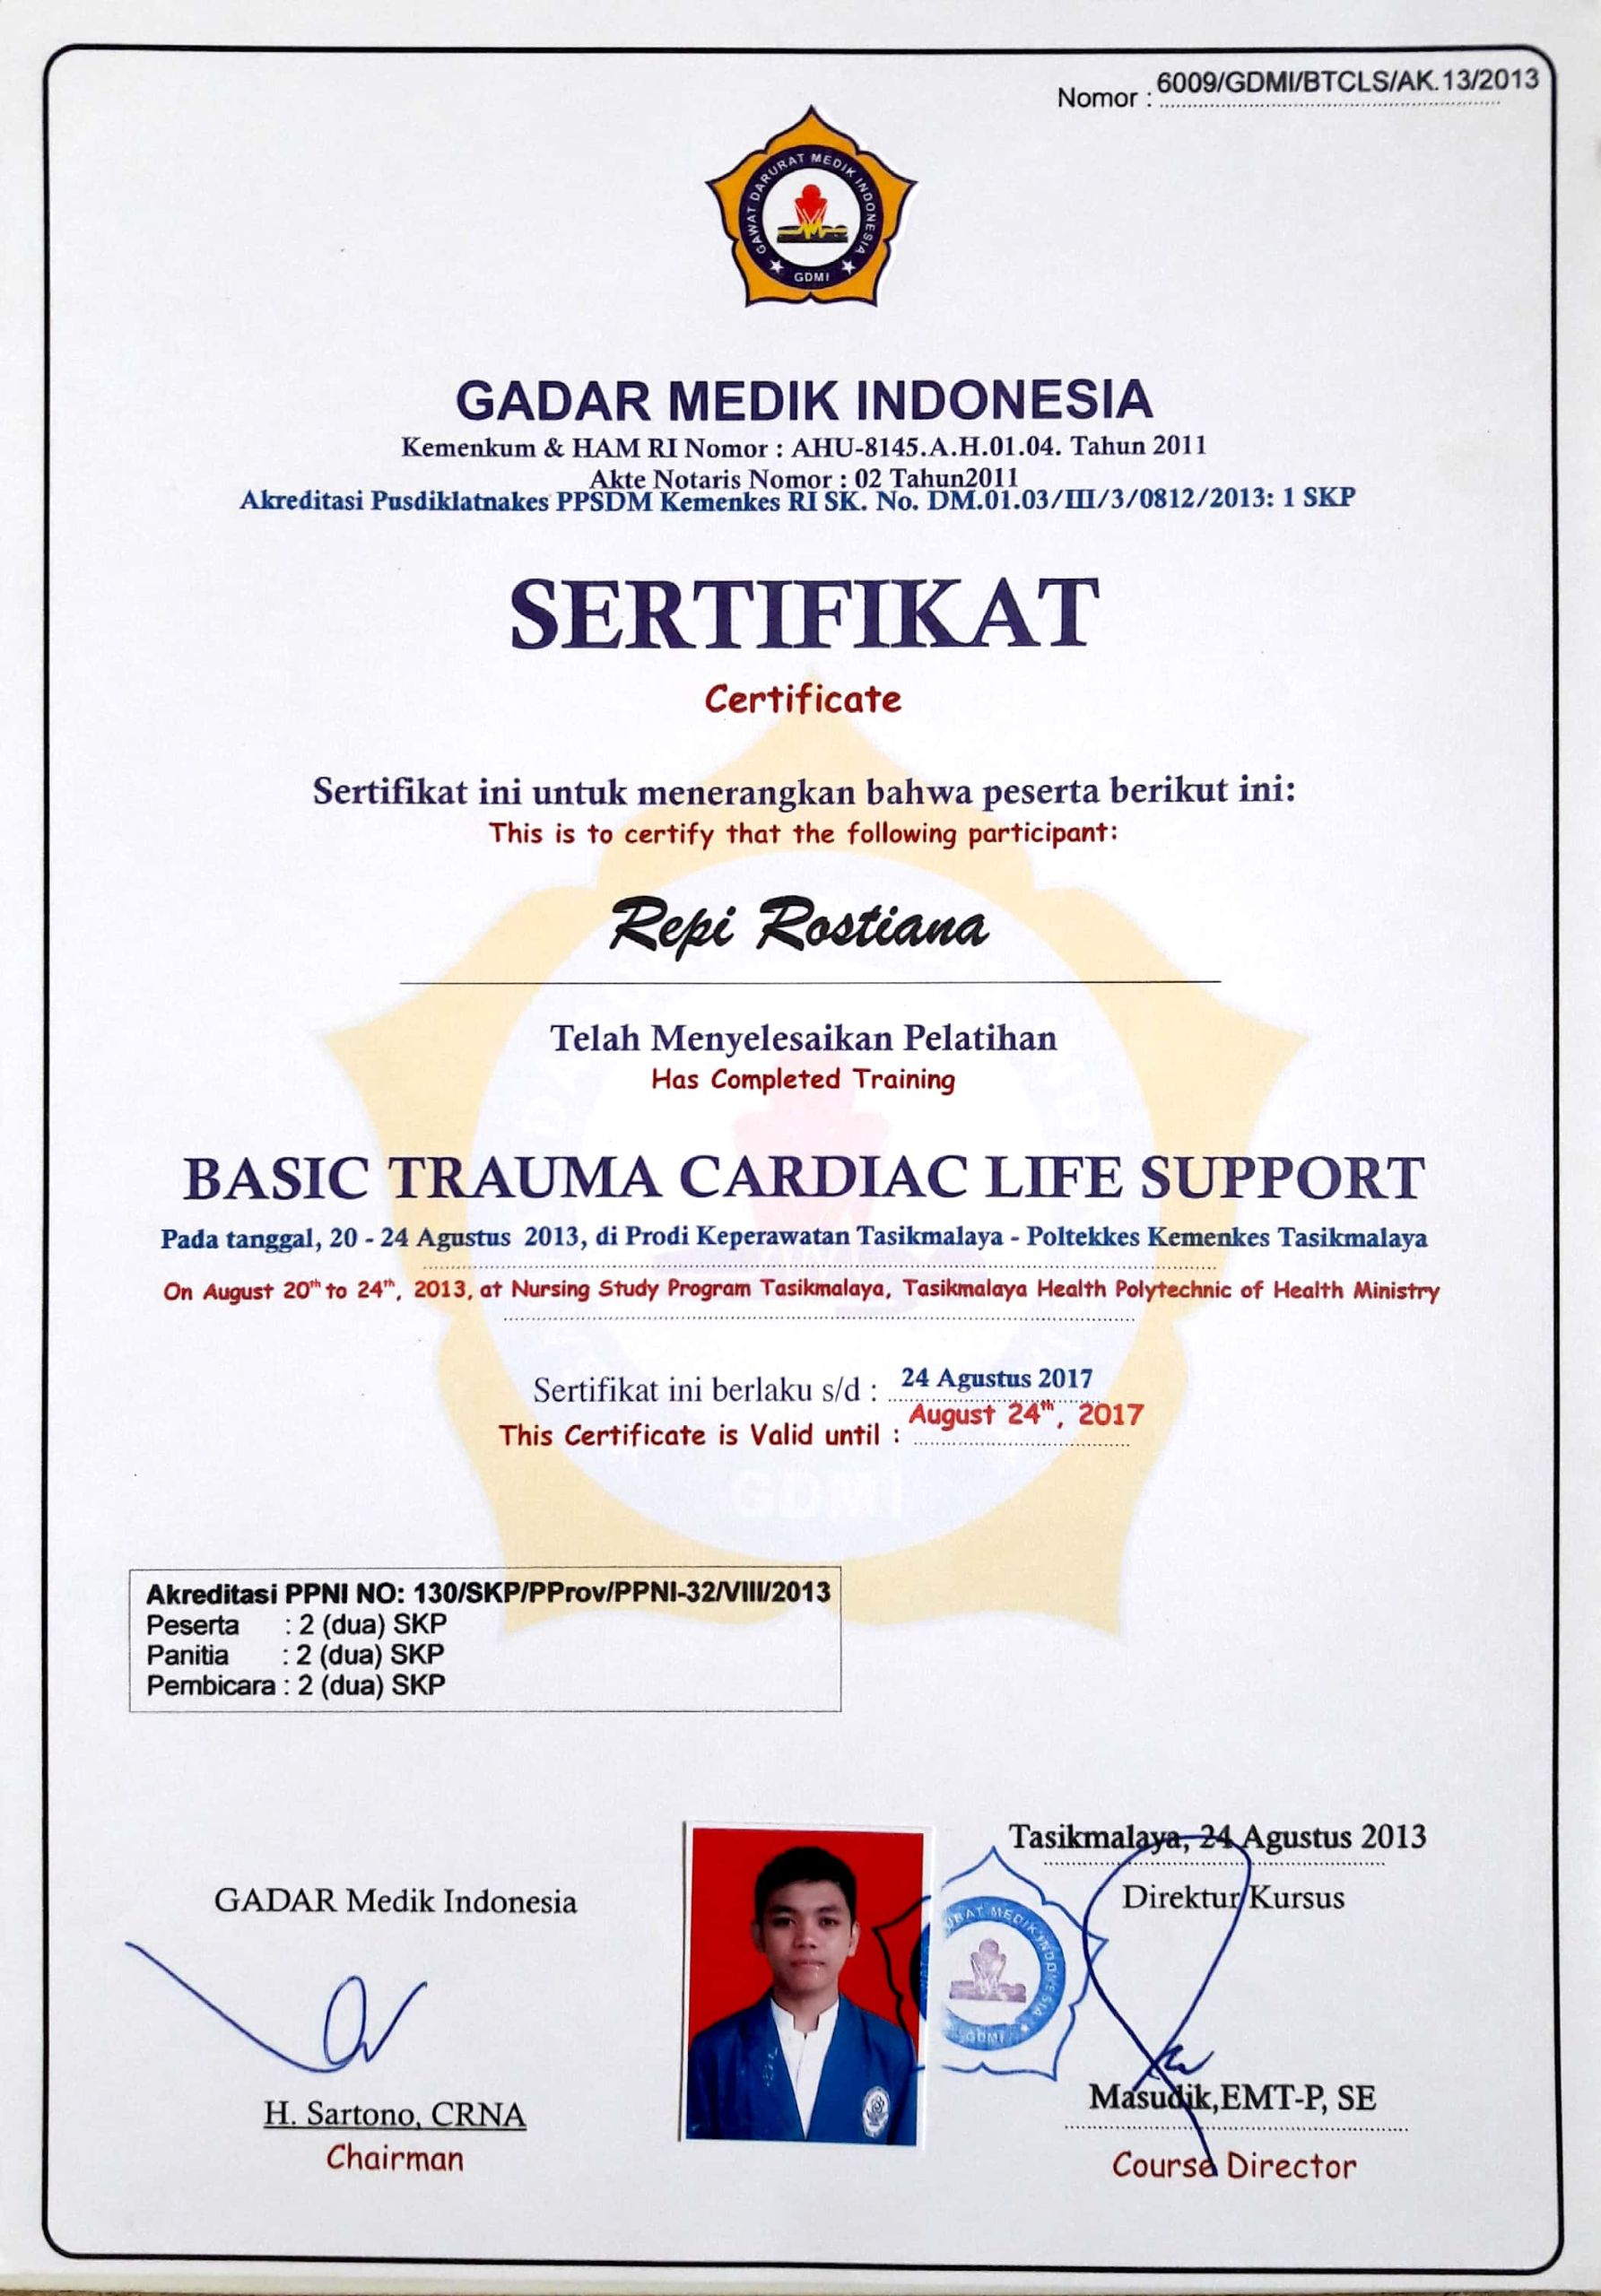 Nomor : 6009/GDMI/BTCLS/AK.13/2013
GAWAT DARURAT MEDIK INDONESIA
GDMI
GADAR MEDIK INDONESIA
Kemenkum & HAM RI Nomor : AHU-8145.A.H.01.04. Tahun 2011
Akte Notaris Nomor : 02 Tahun2011
Akreditasi Pusdiklatnakes PPSDM Kemenkes RI SK. No. DM.01.03/III/3/0812/2013: 1 SKP
SERTIFIKAT
Certificate
Sertifikat ini untuk menerangkan bahwa peserta berikut ini:
This is to certify that the following participant:
Repi Rostiana
Telah Menyelesaikan Pelatihan
Has Completed Training
BASIC TRAUMA CARDIAC LIFE SUPPORT
Pada tanggal, 20 - 24 Agustus 2013, di Prodi Keperawatan Tasikmalaya - Poltekkes Kemenkes Tasikmalaya
On August 20th to 24th, 2013, at Nursing Study Program Tasikmalaya, Tasikmalaya Health Polytechnic of Health Ministry
Sertifikat ini berlaku s/d : 24 Agustus 2017
This Certificate is Valid until : August 24th, 2017
GDMI
Akreditasi PPNI NO: 130/SKP/PProv/PPNI-32/VIII/2013
Peserta : 2 (dua) SKP
Panitia : 2 (dua) SKP
Pembicara : 2 (dua) SKP
Tasikmalaya, 24 Agustus 2013
GADAR Medik Indonesia
Direktur Kursus
MEDIK INDONESIA
GDMI
H. Sartono, CRNA
Chairman
Masudik,EMT-P, SE
Course Director